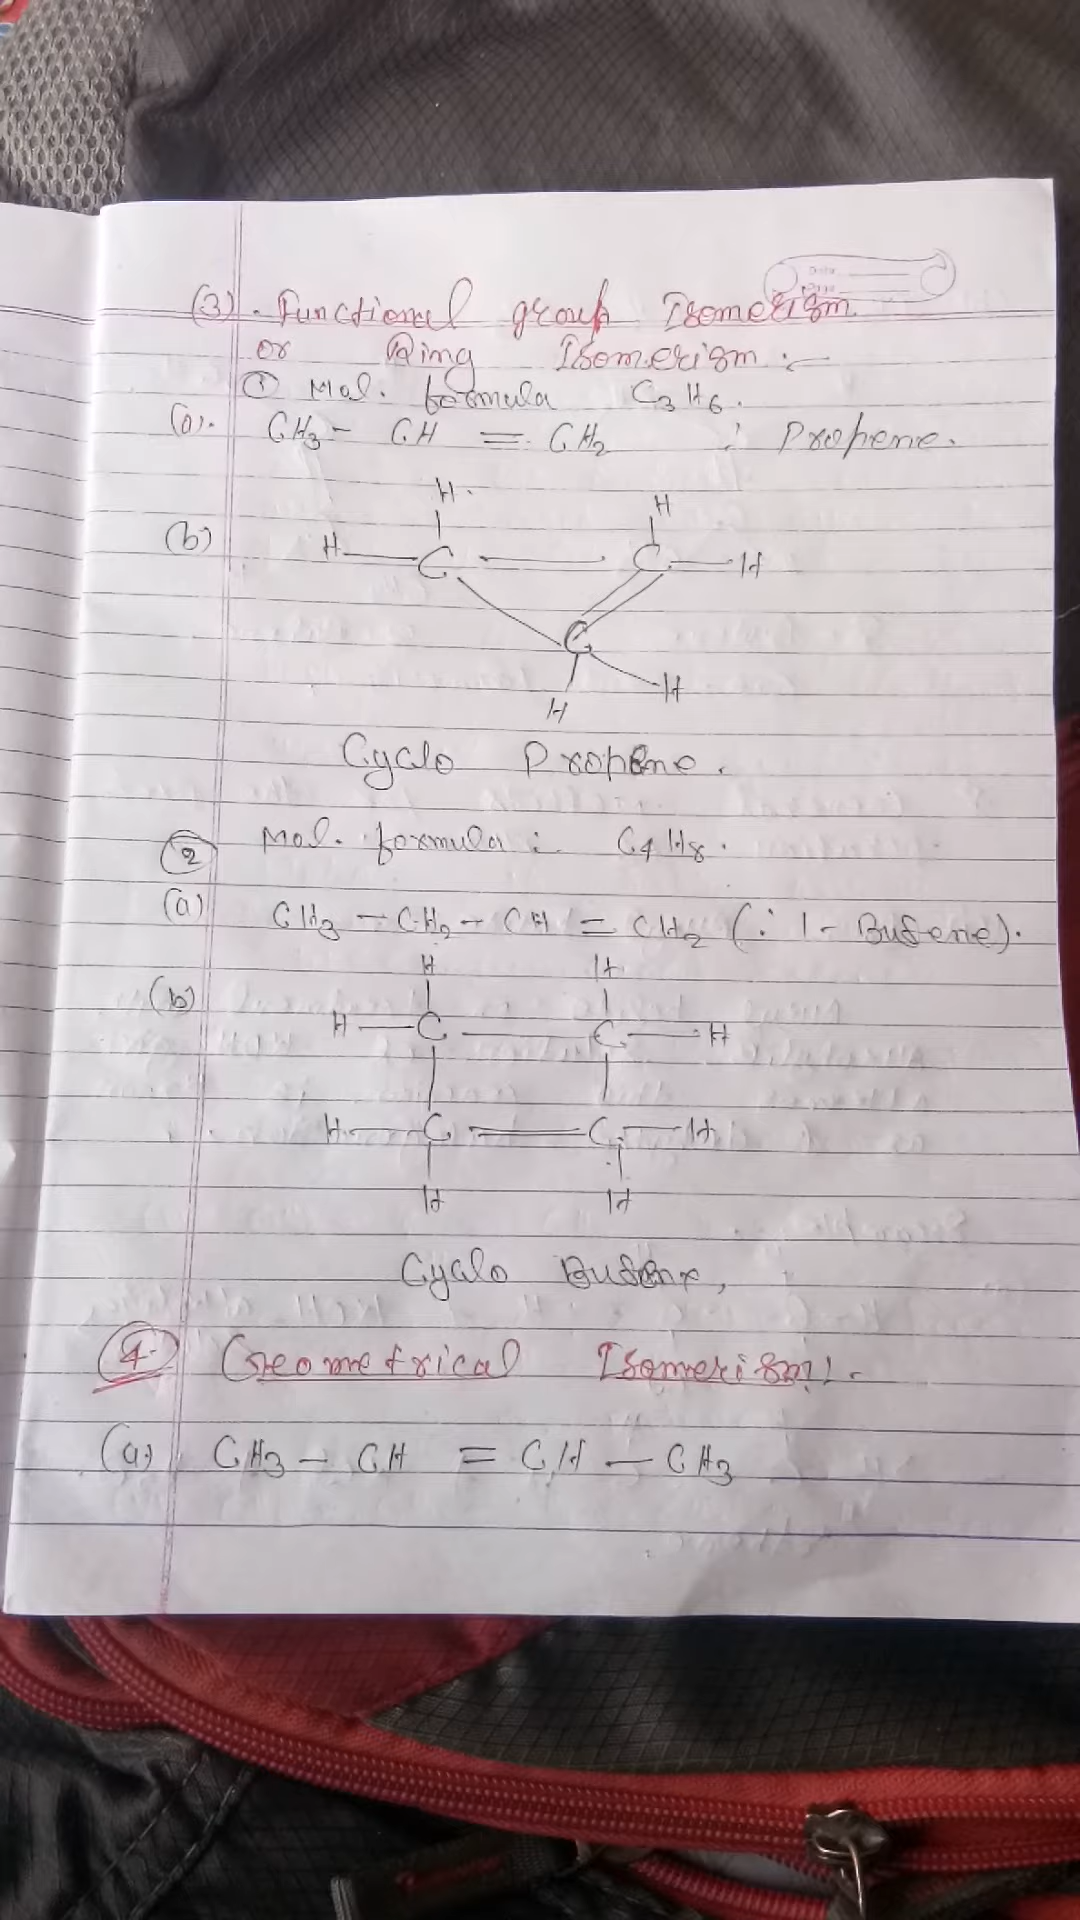 (3). Functional group Isomerism
or Ring Isomerism :-
① Mol. formula C3H6.
(a). CH3 - CH = CH2 : Propene.
H H
(b) H C C H
C
H H
Cyclo Propene.
② Mol. formula : C4H8.
(a) CH3 - CH2 - CH = CH2 (: 1 - Butene).
H H
(b) H - C - C - H
H - C = C - H
H H
Cyclo Butene,
4. Geometrical Isomerism :-
(a) CH3 - CH = CH - CH3